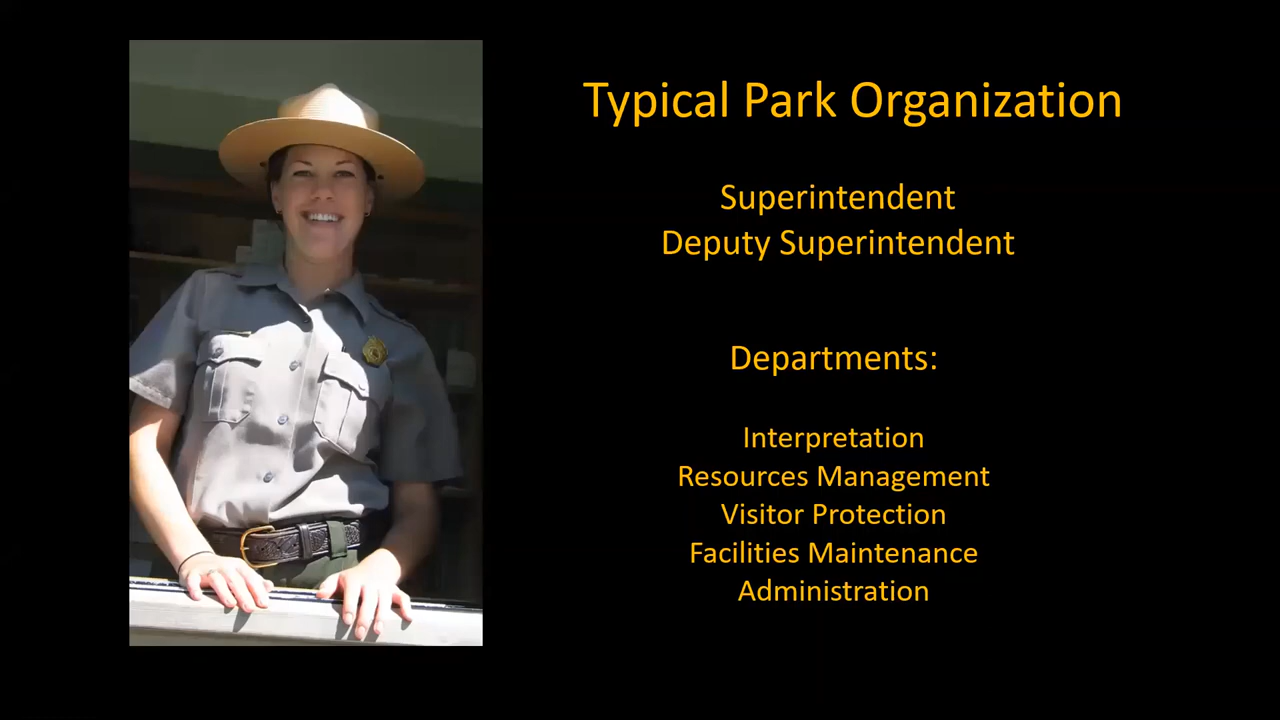 Typical Park Organization
Superintendent
Deputy Superintendent
Departments:
Interpretation
Resources Management
Visitor Protection
Facilities Maintenance
Administration